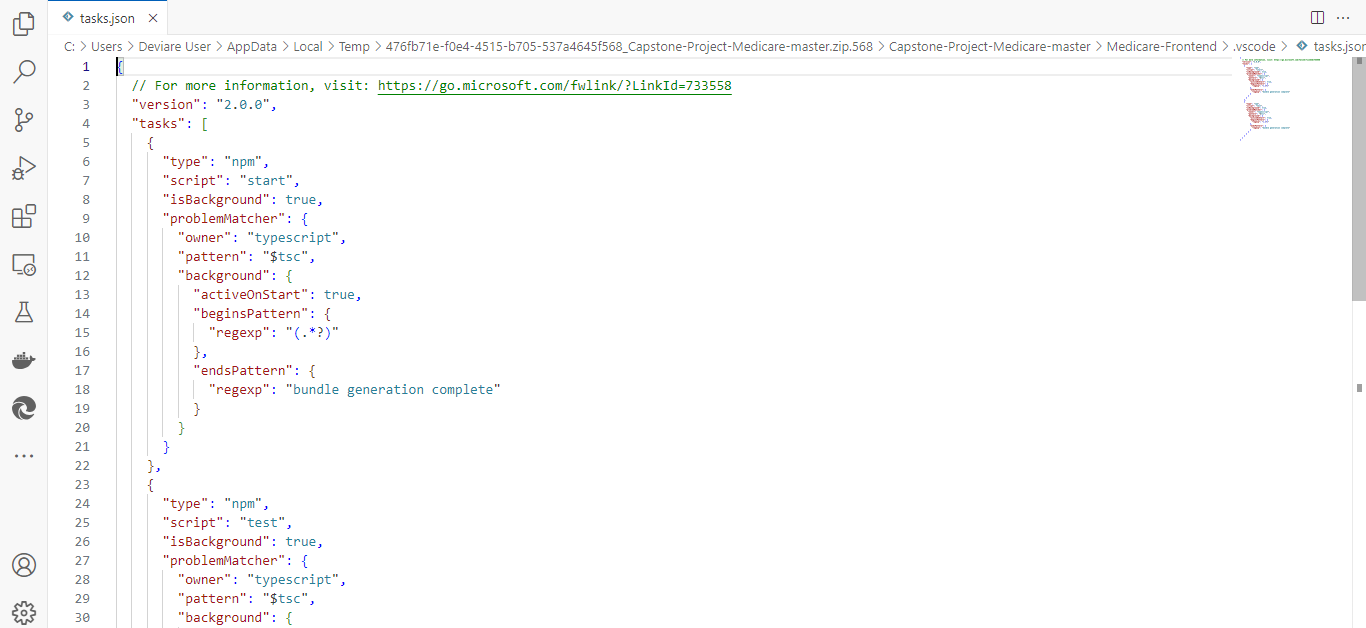 tasks.json
C: > Users > Deviare User > AppData > Local > Temp > 476fb71e-f0e4-4515-b705-537a4645f568_Capstone-Project-Medicare-master.zip.568 > Capstone-Project-Medicare-master > Medicare-Frontend > .vscode > tasks.json
1 {
2 // For more information, visit: https://go.microsoft.com/fwlink/?LinkId=733558
3 "version": "2.0.0",
4 "tasks": [
5 {
6 "type": "npm",
7 "script": "start",
8 "isBackground": true,
9 "problemMatcher": {
10 "owner": "typescript",
11 "pattern": "$tsc",
12 "background": {
13 "activeOnStart": true,
14 "beginsPattern": {
15 "regexp": "(.*?)"
16 },
17 "endsPattern": {
18 "regexp": "bundle generation complete"
19 }
20 }
21 }
22 },
23 {
24 "type": "npm",
25 "script": "test",
26 "isBackground": true,
27 "problemMatcher": {
28 "owner": "typescript",
29 "pattern": "$tsc",
30 "background": {